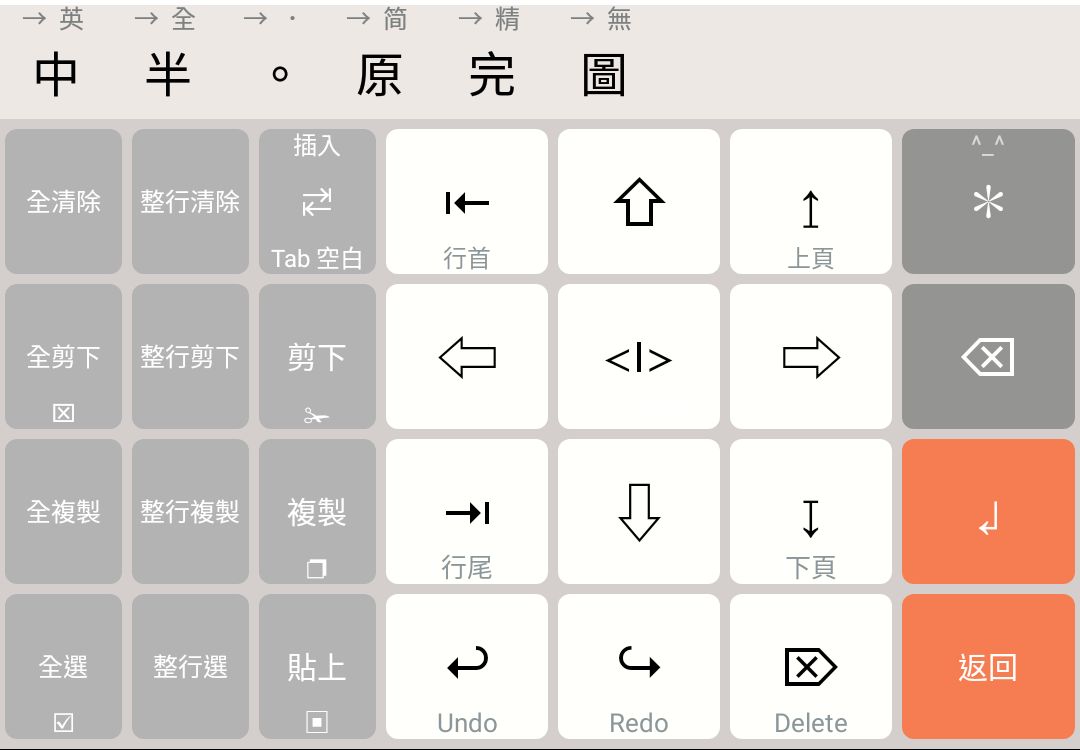 → 英 → 全 → · → 简 → 精 → 無
中 半 。 原 完 圖
插入 ^_^
全清除 整行清除 ⇄ ⇤ ⇧ ↥ *
Tab 空白 行首 上頁
全剪下 整行剪下 剪下 ⇦ <I> ⇨ ⌫
☒ ✂
全複製 整行複製 複製 ⇥ ⇩ ↧ ↲
❐ 行尾 下頁
全選 整行選 貼上 ↩ ↪ ⌦ 返回
☑ ▣ Undo Redo Delete